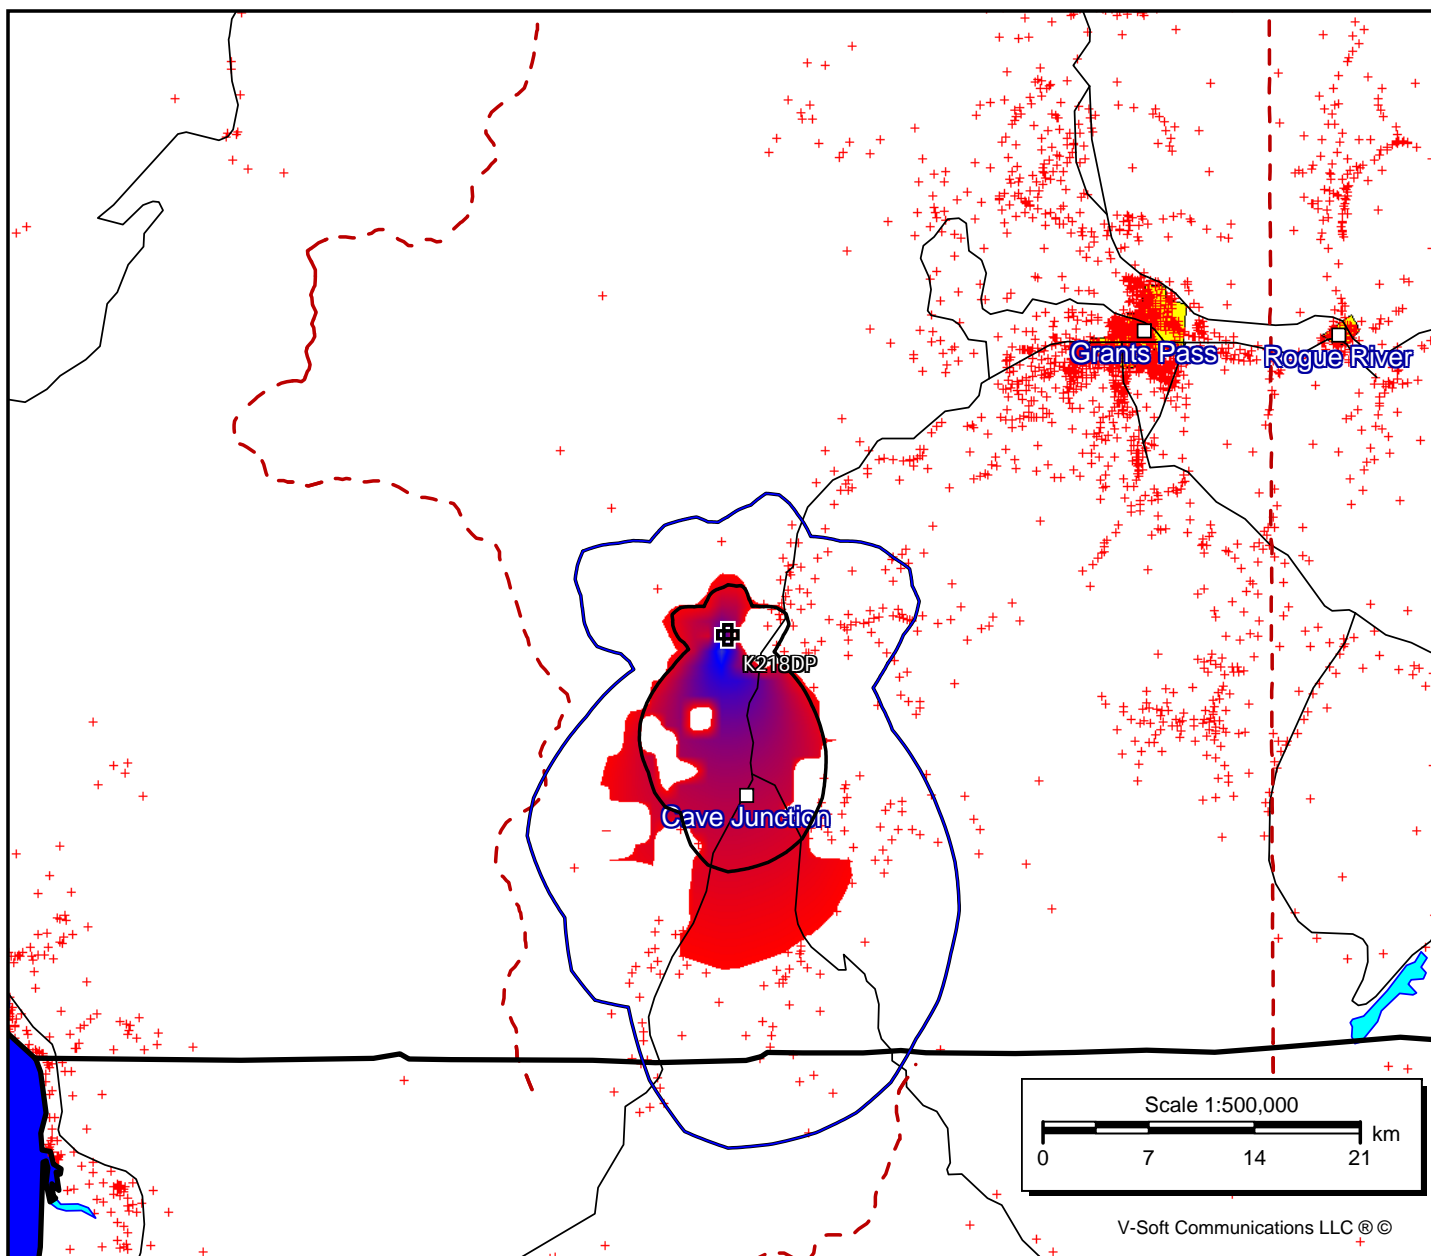 Grants Pass
Rogue River
K218DP
Cave Junction
Scale 1:500,000
km
0 7 14 21
V-Soft Communications LLC ® ©